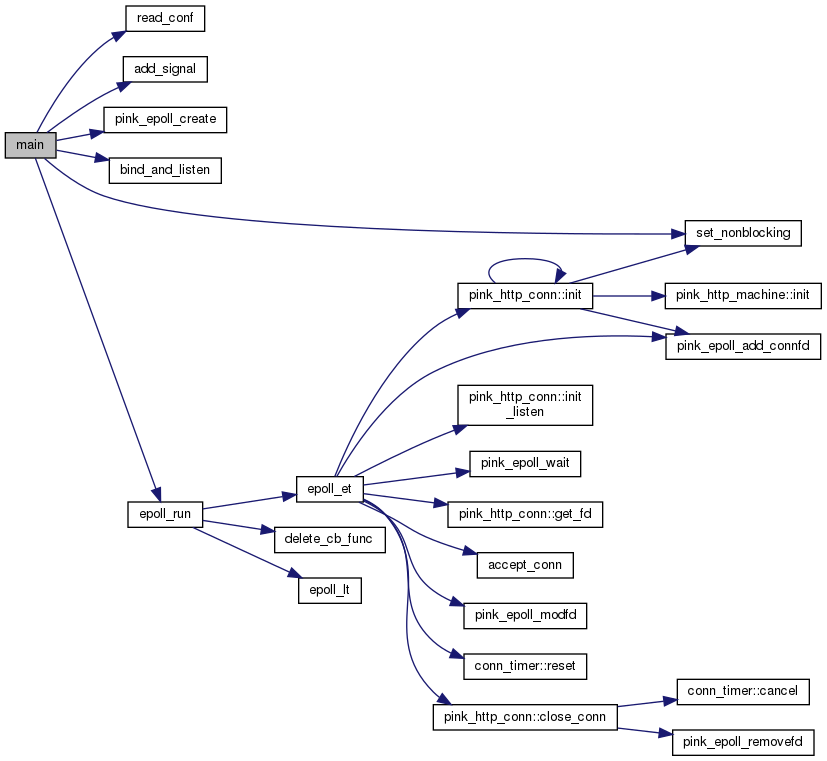 read_conf
add_signal
pink_epoll_create
main
bind_and_listen
set_nonblocking
pink_http_conn::init
pink_http_machine::init
pink_epoll_add_connfd
pink_http_conn::init
_listen
pink_epoll_wait
epoll_et
epoll_run
pink_http_conn::get_fd
delete_cb_func
accept_conn
epoll_lt
pink_epoll_modfd
conn_timer::reset
conn_timer::cancel
pink_http_conn::close_conn
pink_epoll_removefd